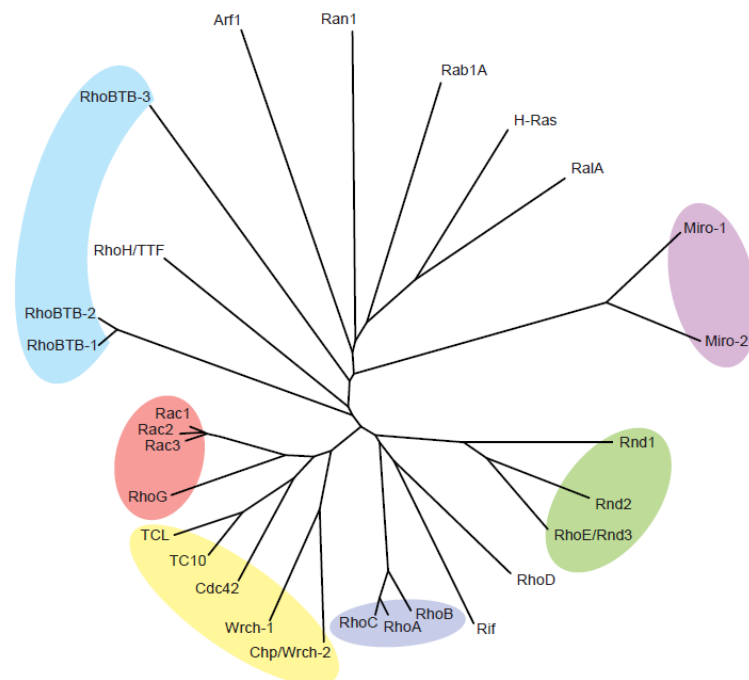 Arf1
Ran1
Rab1A
RhoBTB-3
H-Ras
RalA
Miro-1
RhoH/TTF
RhoBTB-2
Miro-2
RhoBTB-1
Rac1
Rac2
Rac3
Rnd1
RhoG
Rnd2
TCL
RhoE/Rnd3
TC10
Cdc42
RhoD
RhoB
RhoC
RhoA
Wrch-1
Rif
Chp/Wrch-2